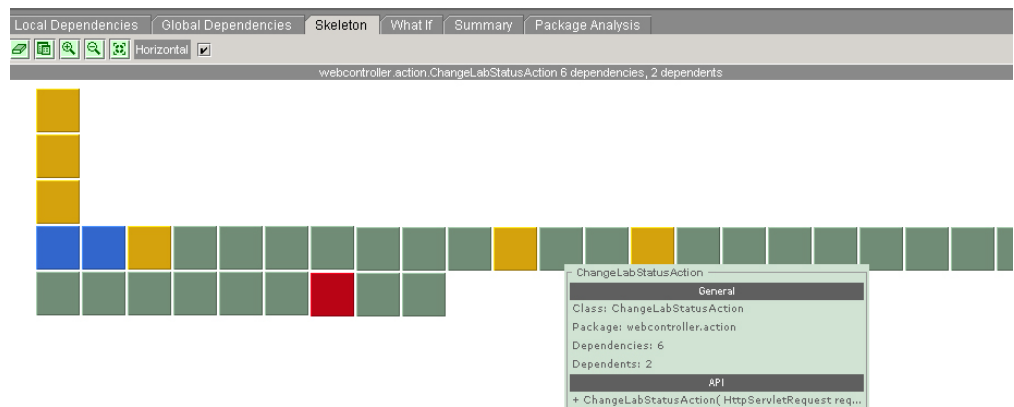 Local Dependencies Global Dependencies Skeleton What If Summary Package Analysis
Horizontal
webcontroller.action.ChangeLabStatusAction 6 dependencies, 2 dependents
ChangeLabStatusAction
General
Class: ChangeLabStatusAction
Package: webcontroller.action
Dependencies: 6
Dependents: 2
API
+ ChangeLabStatusAction( HttpServletRequest req...